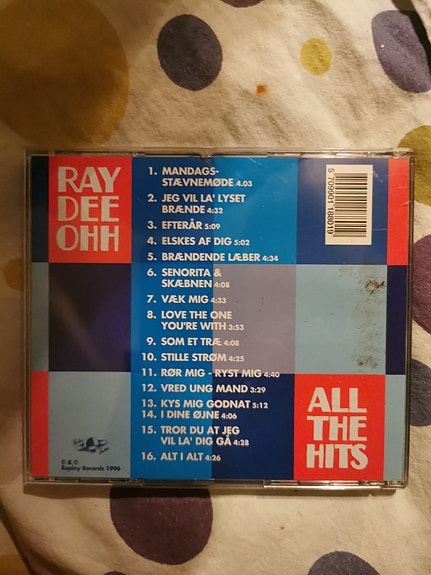 RAY
DEE
OHH
1. MANDAGS-
STÆVNEMØDE 4:03
2. JEG VIL LA' LYSET
BRÆNDE 4:32
3. EFTERÅR 5:09
4. ELSKES AF DIG 5:02
5. BRÆNDENDE LÆBER 4:34
6. SENORITA &
SKÆBNEN 4:08
7. VÆK MIG 4:33
8. LOVE THE ONE
YOU'RE WITH 3:53
9. SOM ET TRÆ 4:08
10. STILLE STRØM 4:25
11. RØR MIG - RYST MIG 4:40
12. VRED UNG MAND 3:29
13. KYS MIG GODNAT 5:12
14. I DINE ØJNE 4:06
15. TROR DU AT JEG
VIL LA' DIG GÅ 4:28
16. ALT I ALT 4:26
5 709901 188019
ALL
THE
HITS
℗ & ©
Replay Records 1996